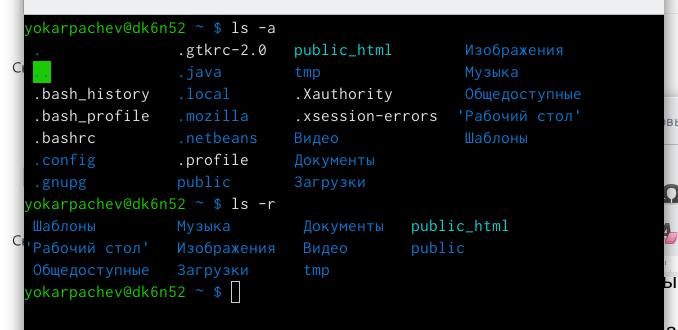 yokarpachev@dk6n52 ~ $ ls -a
. .gtkrc-2.0 public_html Изображения
.. .java tmp Музыка
.bash_history .local .Xauthority Общедоступные
.bash_profile .mozilla .xsession-errors 'Рабочий стол'
.bashrc .netbeans Видео Шаблоны
.config .profile Документы
.gnupg public Загрузки
yokarpachev@dk6n52 ~ $ ls -r
Шаблоны Музыка Документы public_html
'Рабочий стол' Изображения Видео public
Общедоступные Загрузки tmp
yokarpachev@dk6n52 ~ $